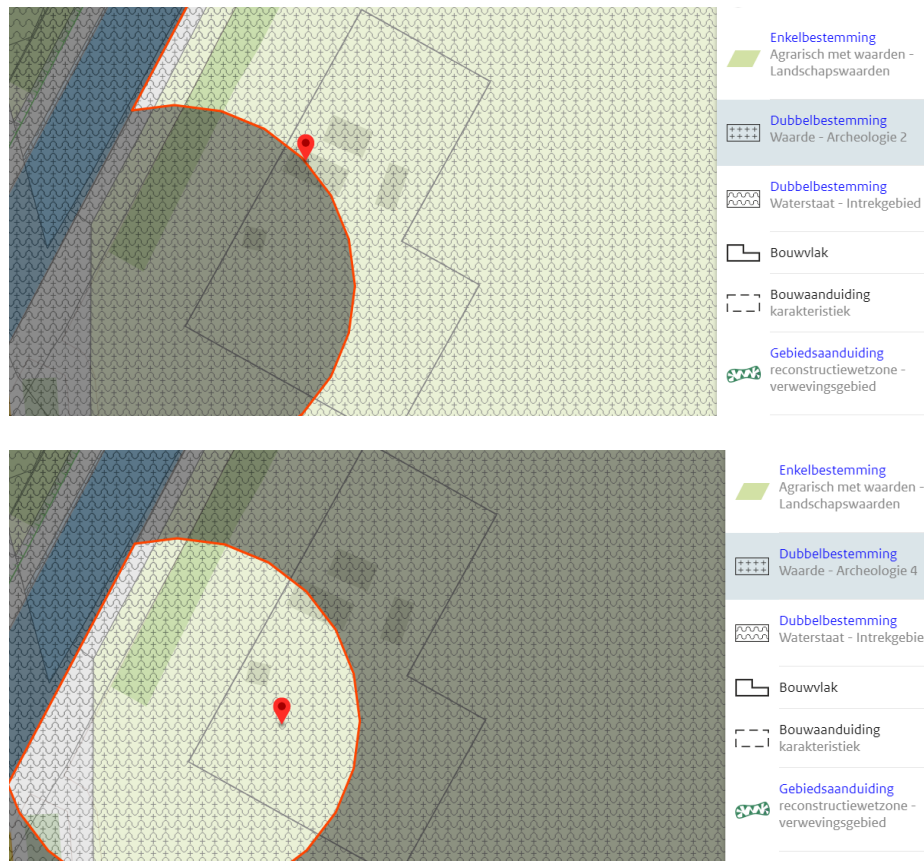 Enkelbestemming
Agrarisch met waarden -
Landschapswaarden
Dubbelbestemming
Waarde - Archeologie 2
Dubbelbestemming
Waterstaat - Intrekgebied
Bouwvlak
Bouwaanduiding
karakteristiek
Gebiedsaanduiding
reconstructiewetzone -
verwevingsgebied
Enkelbestemming
Agrarisch met waarden -
Landschapswaarden
Dubbelbestemming
Waarde - Archeologie 4
Dubbelbestemming
Waterstaat - Intrekgebie
Bouwvlak
Bouwaanduiding
karakteristiek
Gebiedsaanduiding
reconstructiewetzone -
verwevingsgebied